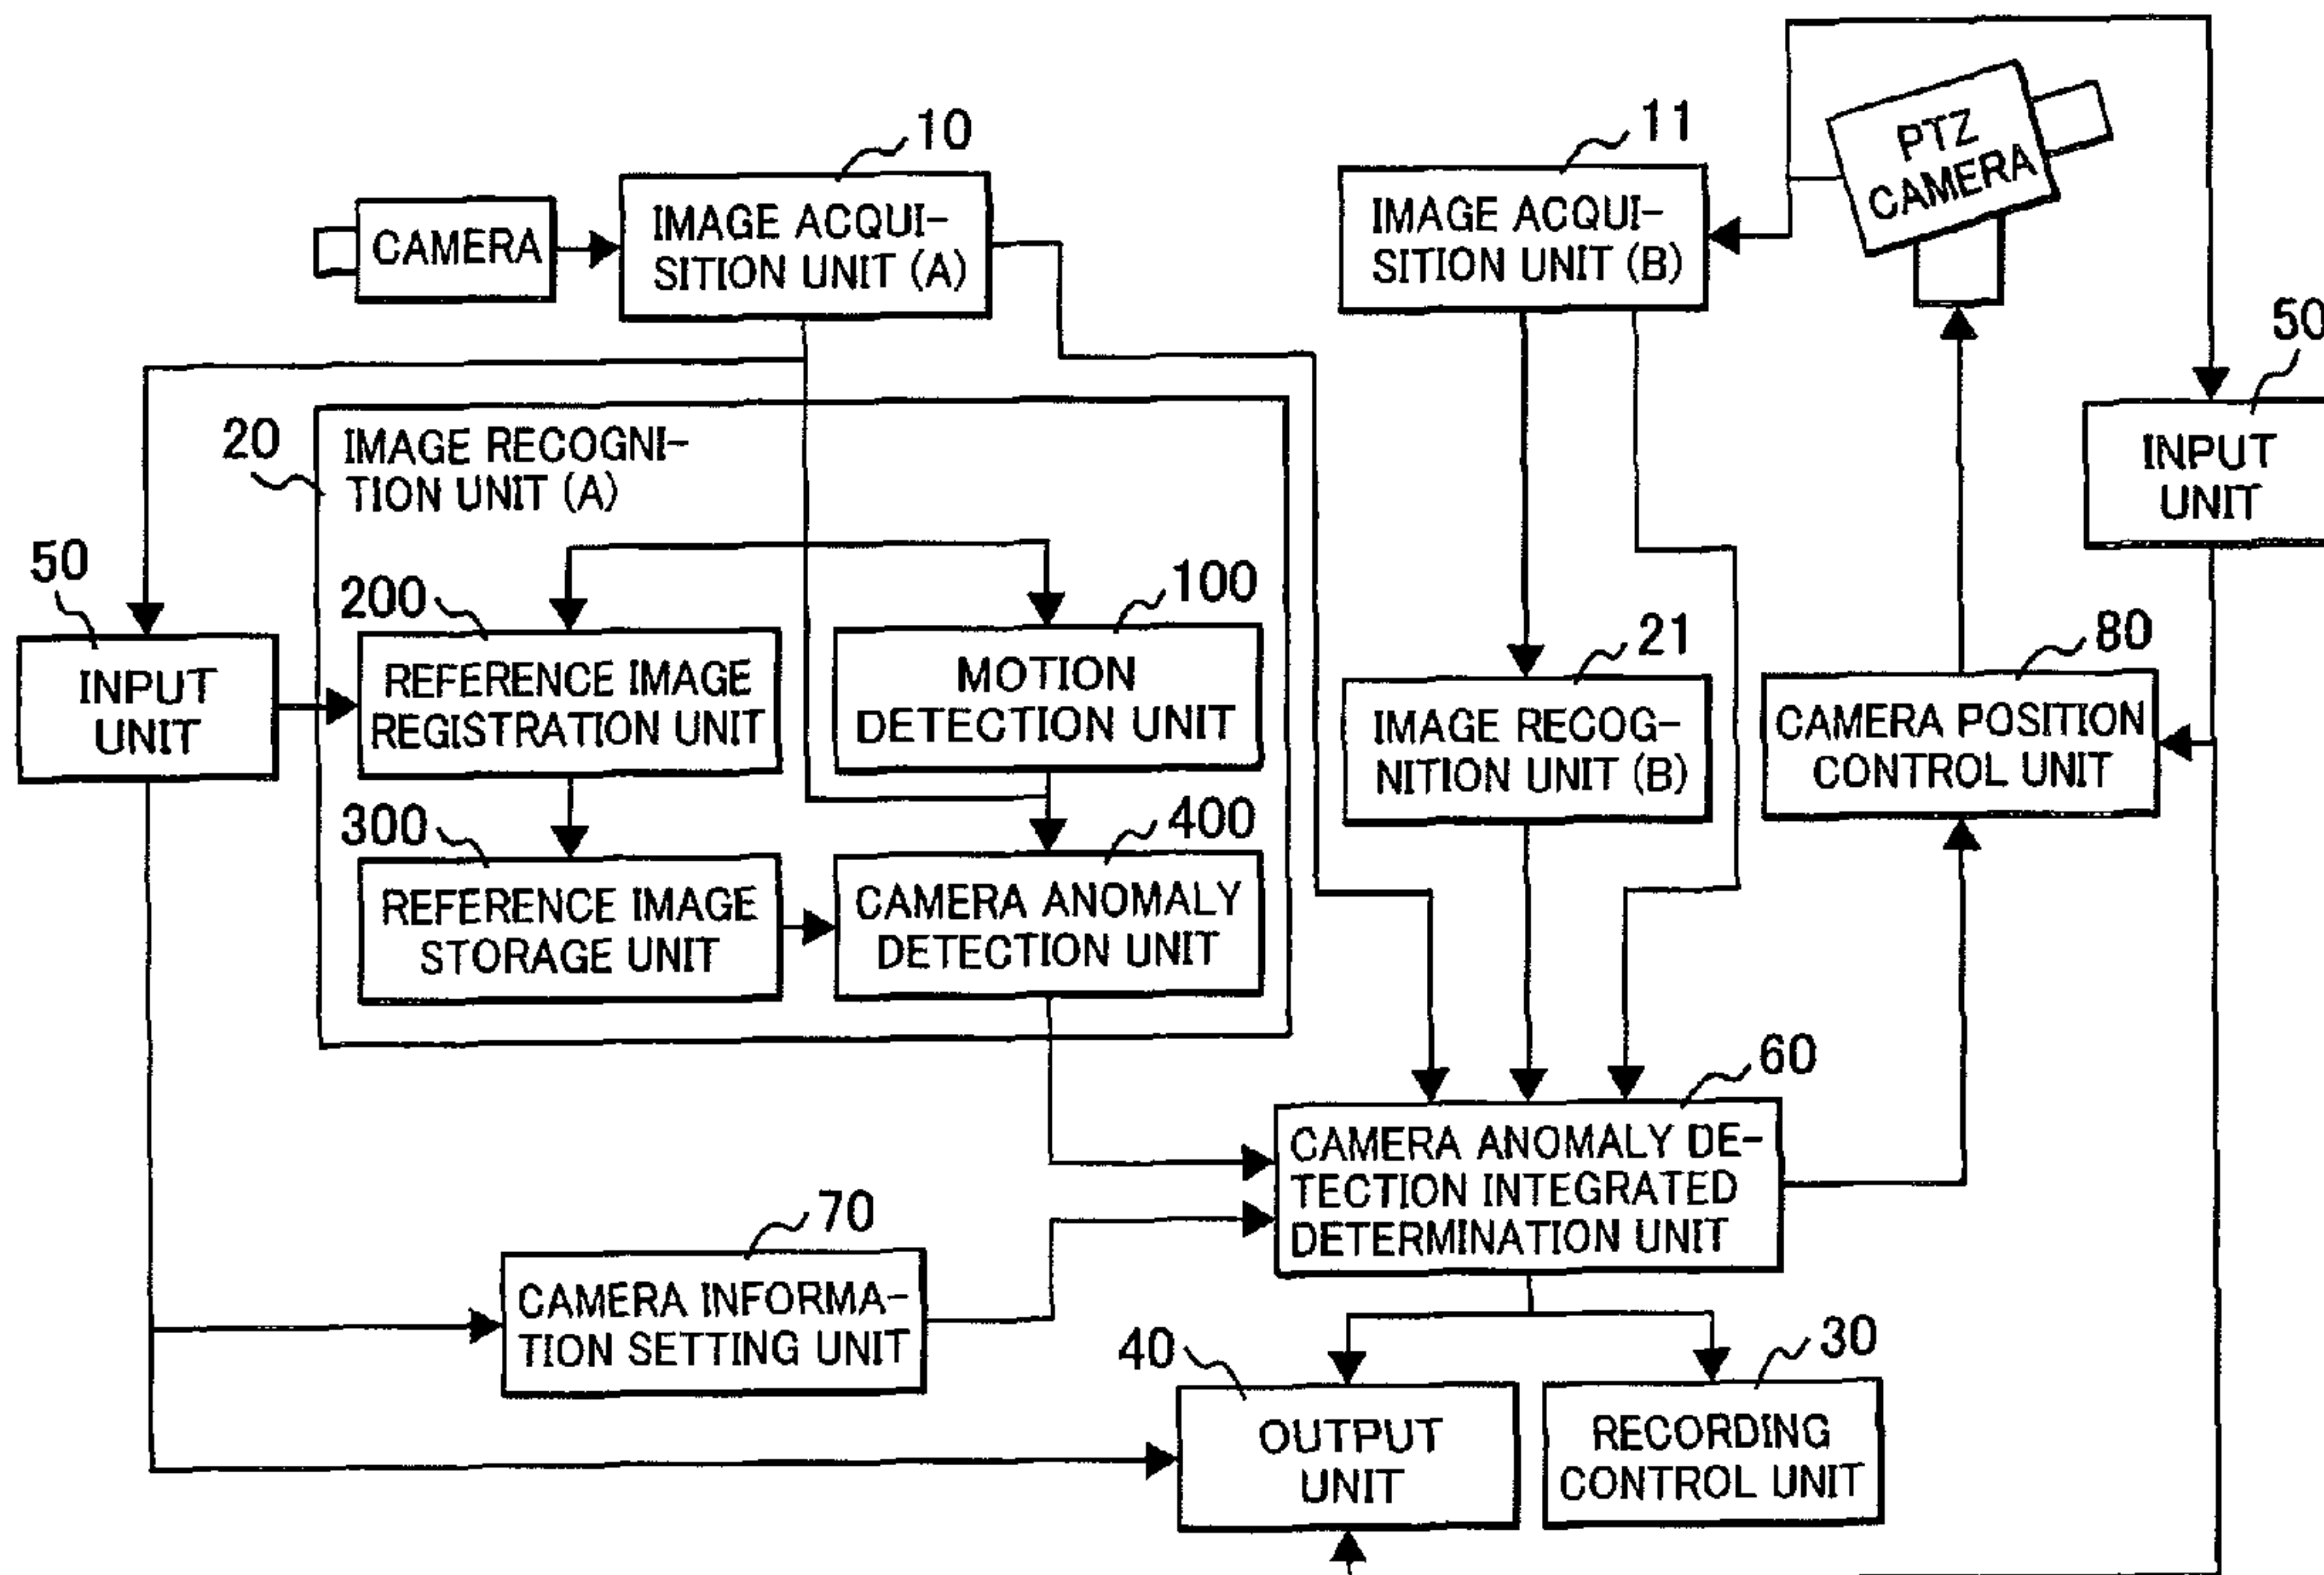 10
CAMERA
IMAGE ACQUI-
SITION UNIT (A)
11
IMAGE ACQUI-
SITION UNIT (B)
PTZ
CAMERA
50
INPUT
UNIT
20
IMAGE RECOGNI-
TION UNIT (A)
50
INPUT
UNIT
200
REFERENCE IMAGE
REGISTRATION UNIT
100
MOTION
DETECTION UNIT
21
IMAGE RECOG-
NITION UNIT (B)
80
CAMERA POSITION
CONTROL UNIT
300
REFERENCE IMAGE
STORAGE UNIT
400
CAMERA ANOMALY
DETECTION UNIT
60
CAMERA ANOMALY DE-
TECTION INTEGRATED
DETERMINATION UNIT
70
CAMERA INFORMA-
TION SETTING UNIT
40
OUTPUT
UNIT
30
RECORDING
CONTROL UNIT